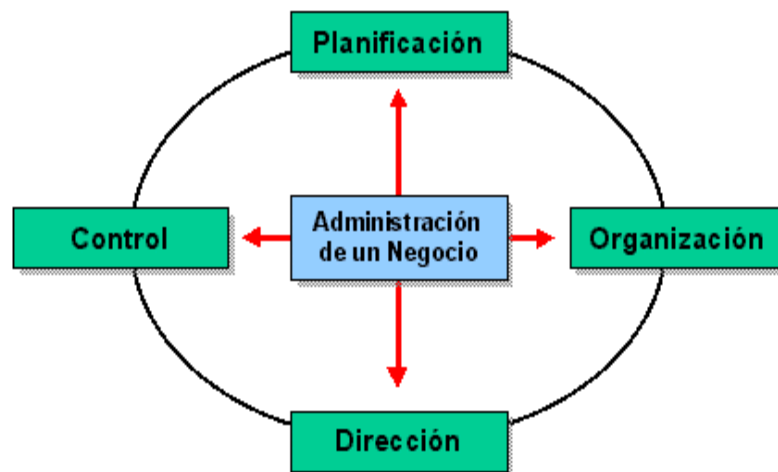 Planificación
Control
Administración
de un Negocio
Organización
Dirección